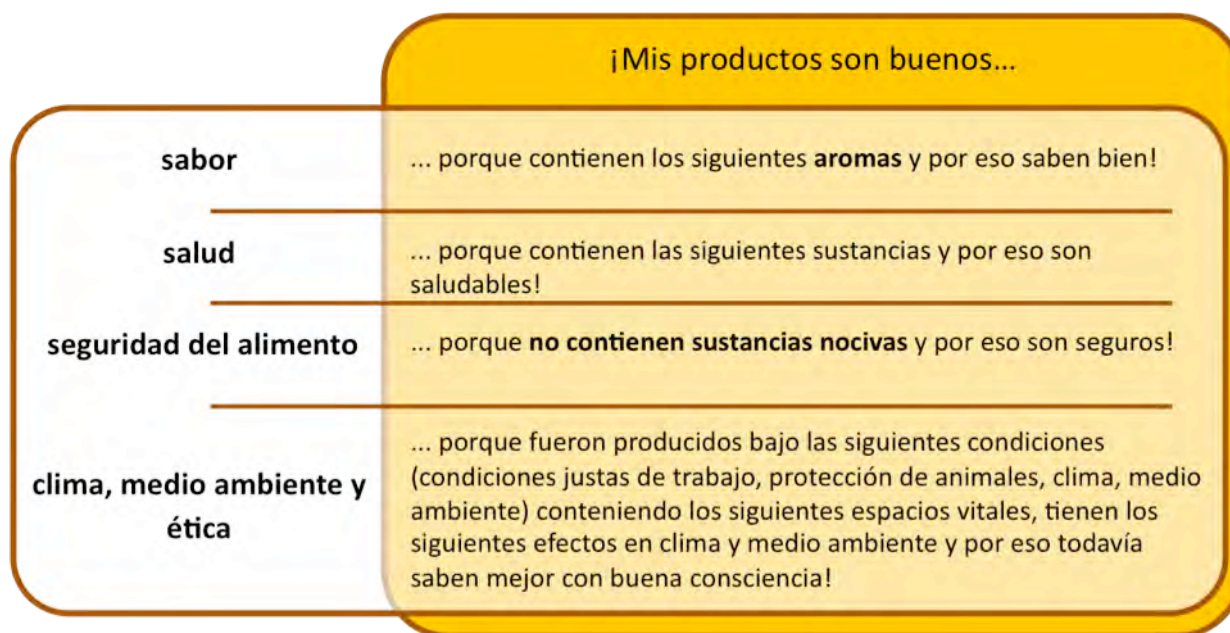 ¡Mis productos son buenos...
sabor
... porque contienen los siguientes aromas y por eso saben bien!
salud
... porque contienen las siguientes sustancias y por eso son
saludables!
seguridad del alimento
... porque no contienen sustancias nocivas y por eso son seguros!
clima, medio ambiente y
ética
... porque fueron producidos bajo las siguientes condiciones
(condiciones justas de trabajo, protección de animales, clima, medio
ambiente) conteniendo los siguientes espacios vitales, tienen los
siguientes efectos en clima y medio ambiente y por eso todavía
saben mejor con buena consciencia!